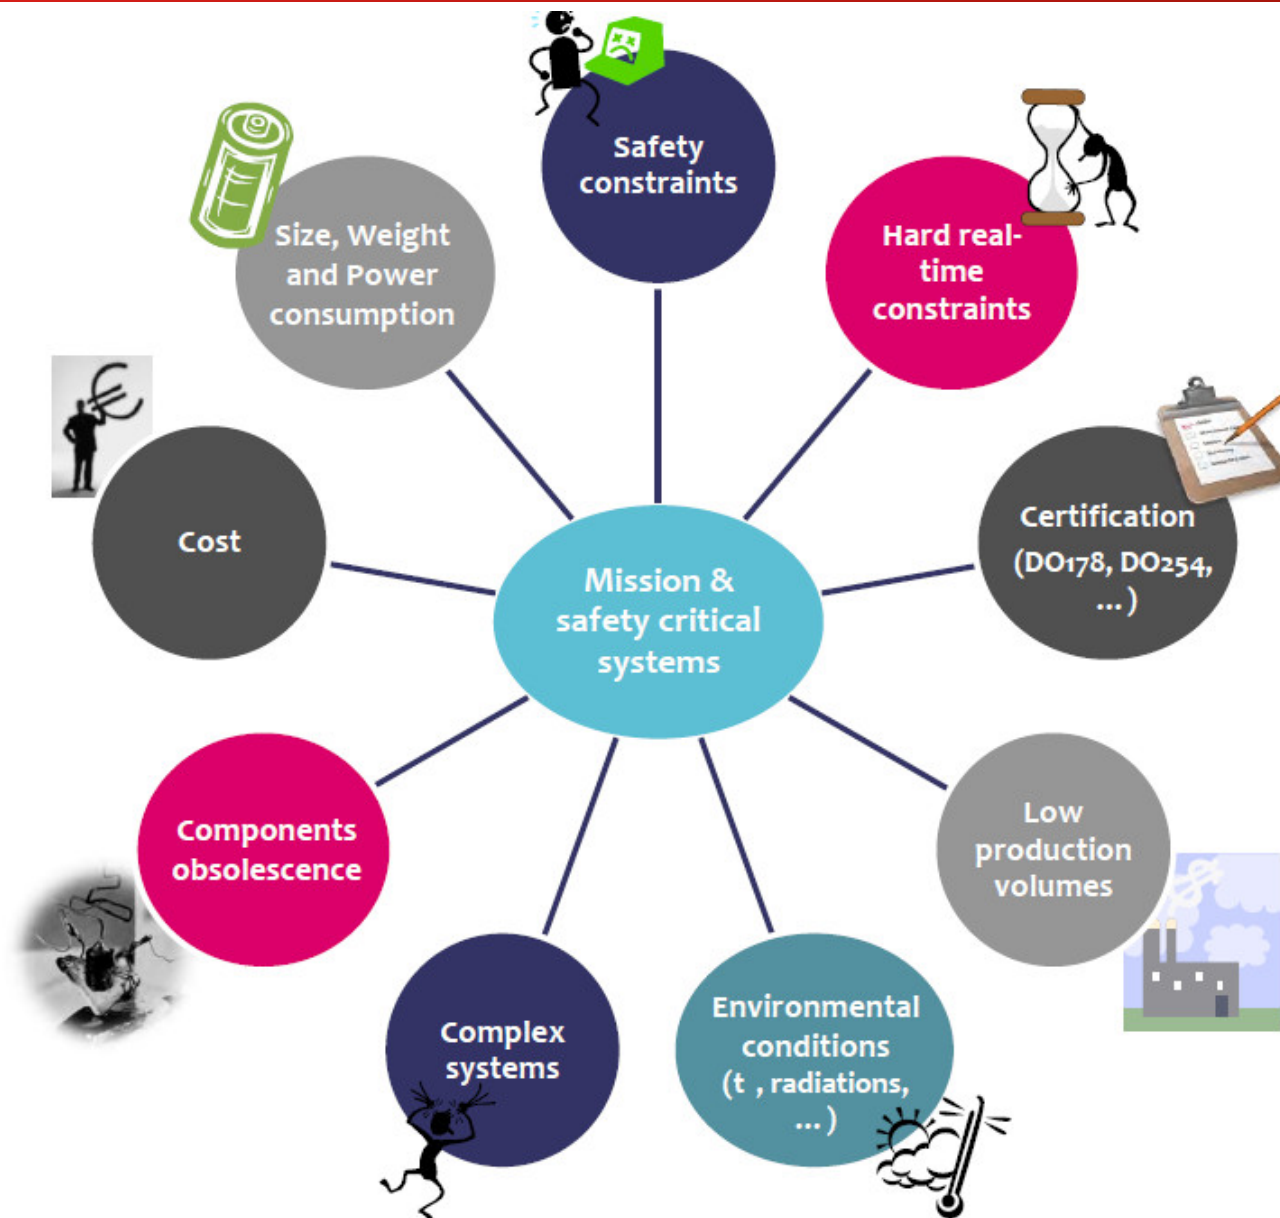 Safety
constraints
Hard real-
time
constraints
Certification
(DO178, DO254,
...)
Low
production
volumes
Environmental
conditions
(t , radiations,
...)
Complex
systems
Components
obsolescence
Cost
Size, Weight
and Power
consumption
Mission &
safety critical
systems